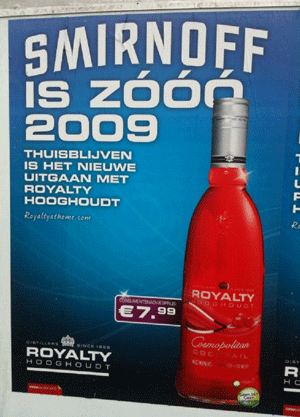 SMIRNOFF
IS ZÓÓÓ
2009
THUISBLIJVEN
IS HET NIEUWE
UITGAAN MET
ROYALTY
HOOGHOUDT
Royaltyathome.com
CONSUMENTENADVIESPRIJS
€7.99
ROYALTY
HOOGHOUDT
Cosmopolitan
COCKTAIL
DISTILLERS SINCE 1888
ROYALTY
HOOGHOUDT